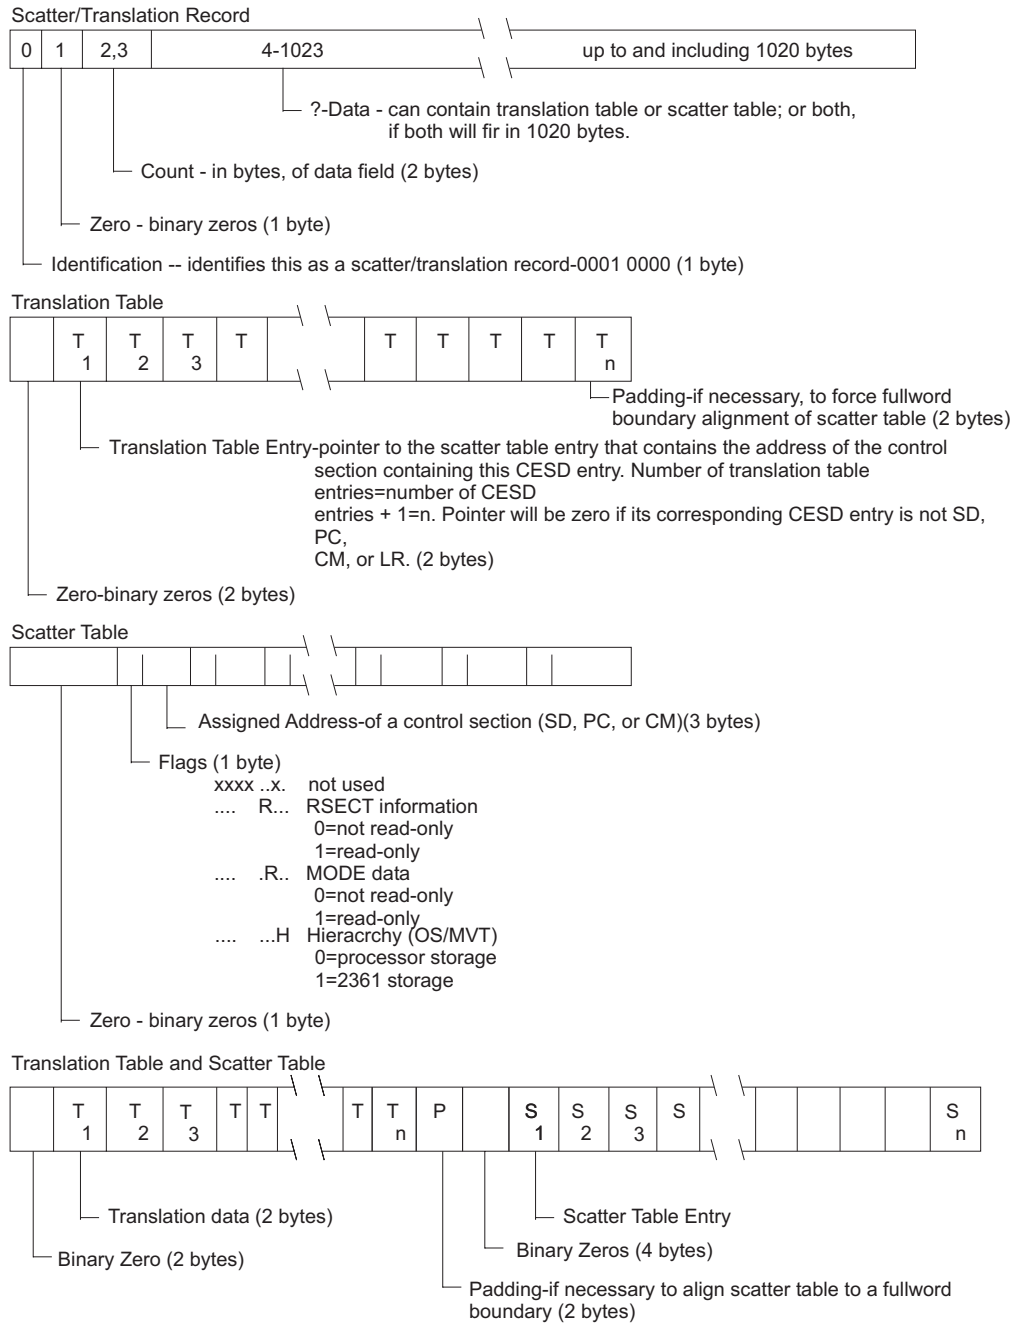 Scatter/Translation Record
0 1 2,3 4-1023 up to and including 1020 bytes
?-Data - can contain translation table or scatter table; or both,
if both will fir in 1020 bytes.
Count - in bytes, of data field (2 bytes)
Zero - binary zeros (1 byte)
Identification -- identifies this as a scatter/translation record-0001 0000 (1 byte)
Translation Table
T T T T T T T T T
1 2 3 n
Padding-if necessary, to force fullword
boundary alignment of scatter table (2 bytes)
Translation Table Entry-pointer to the scatter table entry that contains the address of the control
section containing this CESD entry. Number of translation table
entries=number of CESD
entries + 1=n. Pointer will be zero if its corresponding CESD entry is not SD,
PC,
CM, or LR. (2 bytes)
Zero-binary zeros (2 bytes)
Scatter Table
Assigned Address-of a control section (SD, PC, or CM)(3 bytes)
Flags (1 byte)
xxxx ..x. not used
.... R... RSECT information
0=not read-only
1=read-only
.... .R.. MODE data
0=not read-only
1=read-only
.... ...H Hieracrchy (OS/MVT)
0=processor storage
1=2361 storage
Zero - binary zeros (1 byte)
Translation Table and Scatter Table
T T T T T T T P S S S S S
1 2 3 n 1 2 3 n
Translation data (2 bytes)
Scatter Table Entry
Binary Zero (2 bytes)
Binary Zeros (4 bytes)
Padding-if necessary to align scatter table to a fullword
boundary (2 bytes)